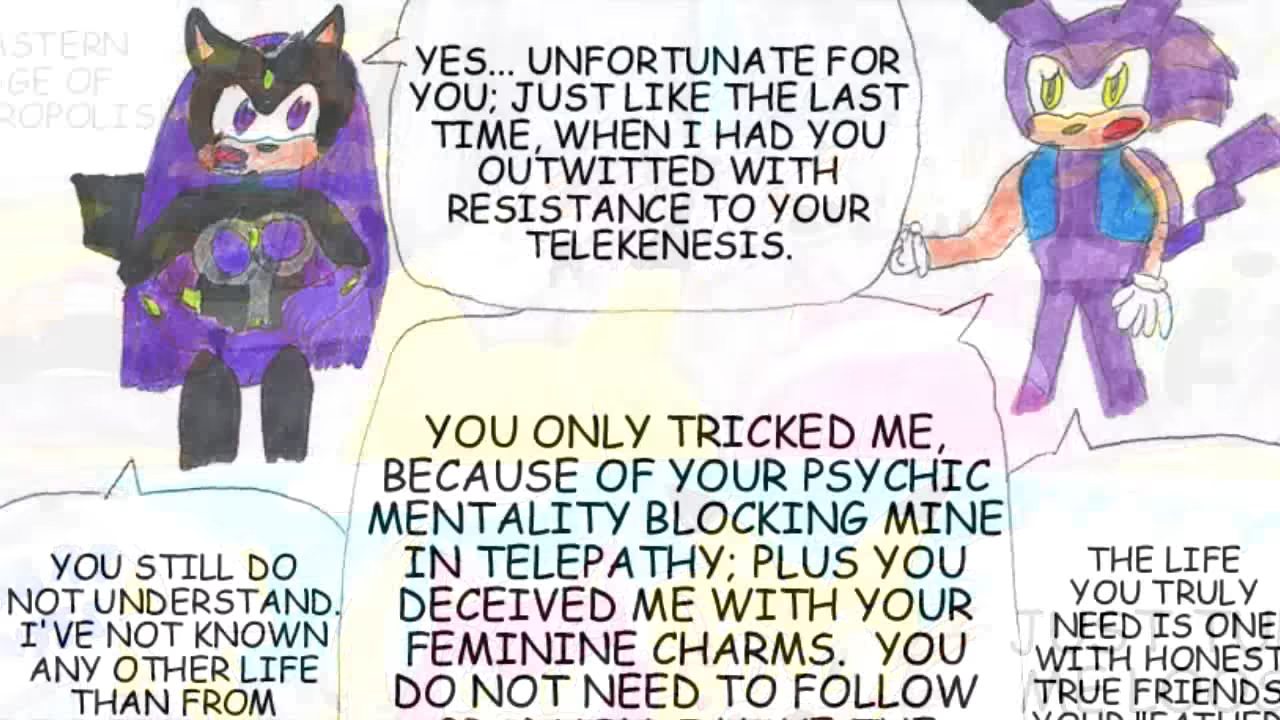 YES... UNFORTUNATE FOR
YOU; JUST LIKE THE LAST
TIME, WHEN I HAD YOU
OUTWITTED WITH
RESISTANCE TO YOUR
TELEKENESIS.
YOU ONLY TRICKED ME,
BECAUSE OF YOUR PSYCHIC
MENTALITY BLOCKING MINE
IN TELEPATHY; PLUS YOU
DECEIVED ME WITH YOUR
FEMININE CHARMS. YOU
DO NOT NEED TO FOLLOW
YOU STILL DO
NOT UNDERSTAND.
I'VE NOT KNOWN
ANY OTHER LIFE
THAN FROM
THE LIFE
YOU TRULY
NEED IS ONE
WITH HONEST
TRUE FRIENDS